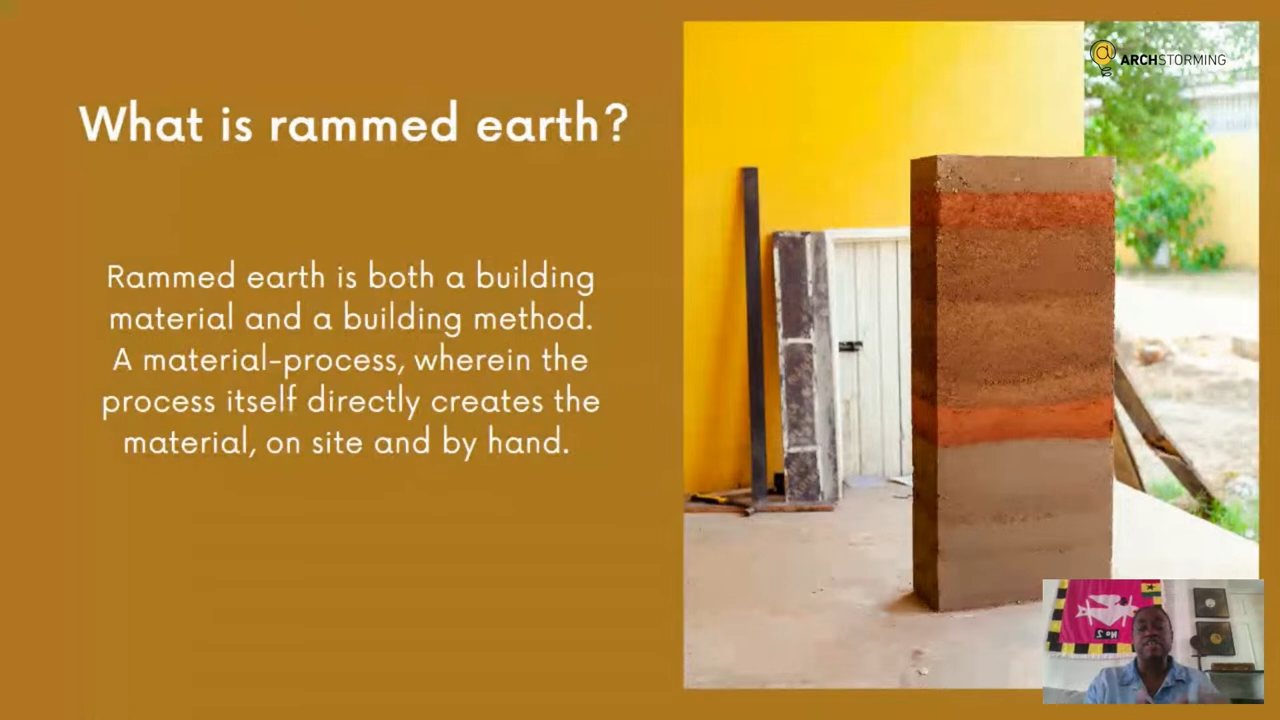 What is rammed earth?
Rammed earth is both a building
material and a building method.
A material-process, wherein the
process itself directly creates the
material, on site and by hand.
ARCHSTORMING
Nº2